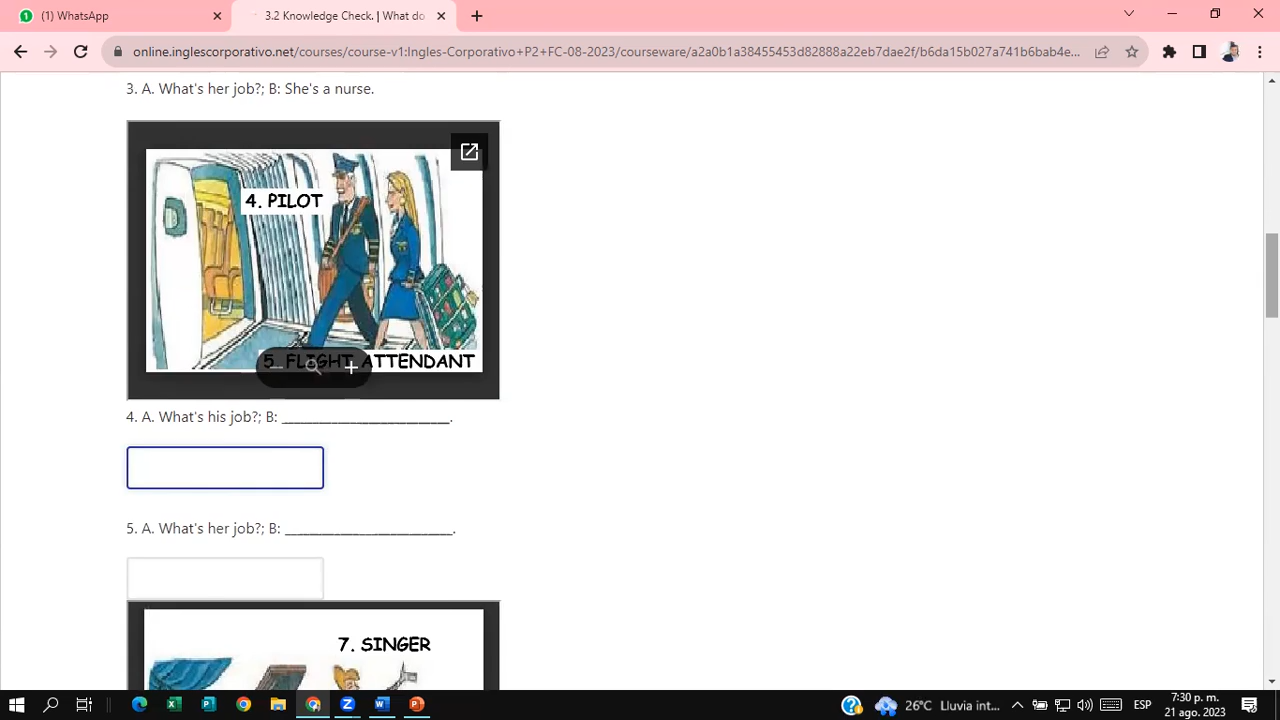 (1) WhatsApp
3.2 Knowledge Check. | What do
online.inglescorporativo.net/courses/course-v1:Ingles-Corporativo+P2+FC-08-2023/courseware/a2a0b1a38455453d82888a22eb7dae2f/b6da15b027a741b6bab4e...
3. A. What's her job?; B: She's a nurse.
4. PILOT
5. FLIGHT ATTENDANT
4. A. What's his job?; B: ________________________.
5. A. What's her job?; B: ________________________.
7. SINGER
26°C Lluvia int...
ESP
7:30 p. m.
21 ago. 2023